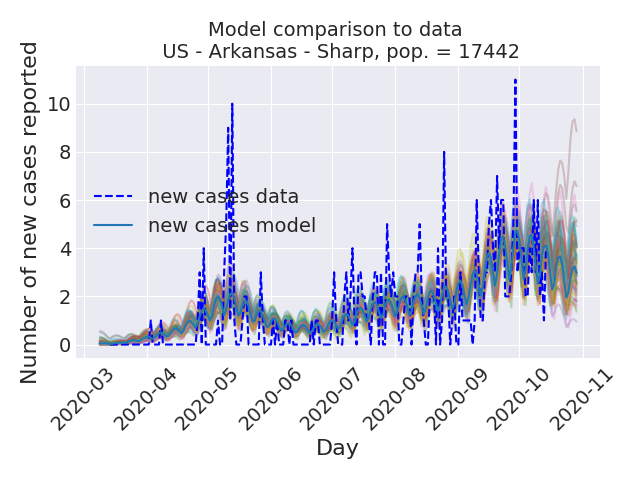 Model comparison to data
US - Arkansas - Sharp, pop. = 17442
Number of new cases reported
10
8
6
4
2
0
new cases data
new cases model
2020-03
2020-04
2020-05
2020-06
2020-07
2020-08
2020-09
2020-10
2020-11
Day